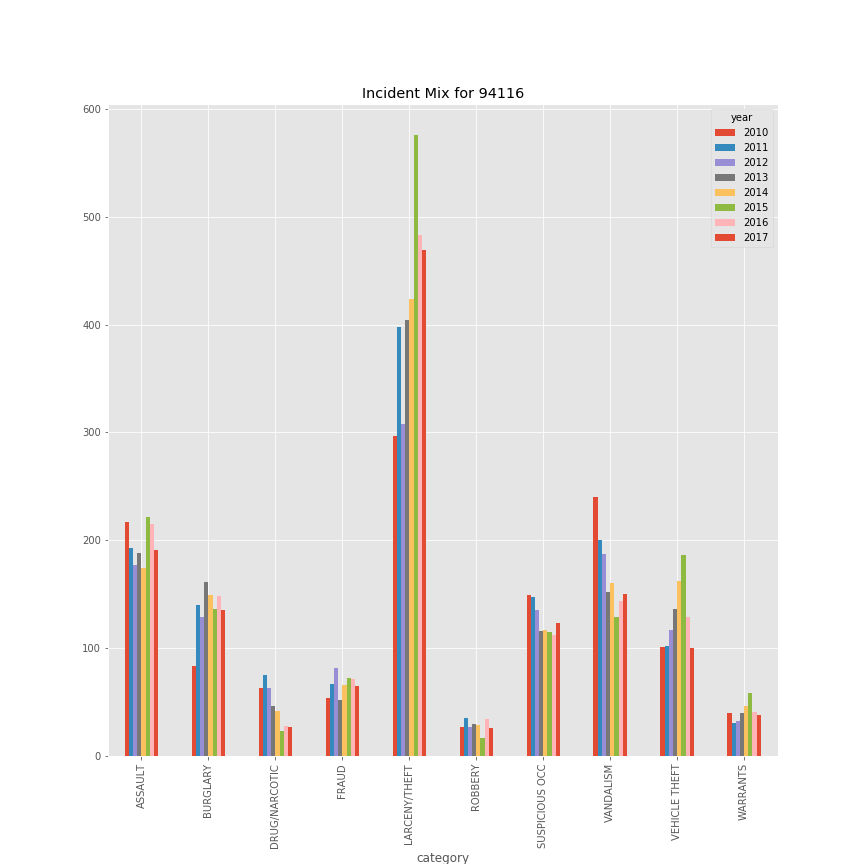 Incident Mix for 94116
year
2010
2011
2012
2013
2014
2015
2016
2017
600
500
400
300
200
100
0
ASSAULT
BURGLARY
DRUG/NARCOTIC
FRAUD
LARCENY/THEFT
ROBBERY
SUSPICIOUS OCC
VANDALISM
VEHICLE THEFT
WARRANTS
category